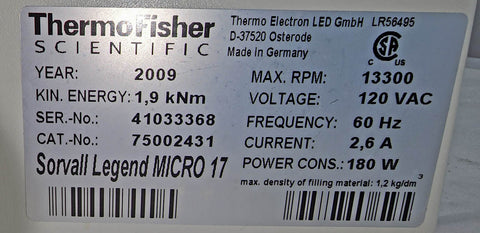 ThermoFisher
SCIENTIFIC
Thermo Electron LED GmbH LR56495
D-37520 Osterode
Made in Germany
SA
C US
YEAR: 2009
KIN. ENERGY: 1,9 kNm
SER.-No.: 41033368
CAT.-No.: 75002431
Sorvall Legend MICRO 17
MAX. RPM: 13300
VOLTAGE: 120 VAC
FREQUENCY: 60 Hz
CURRENT: 2,6 A
POWER CONS.: 180 W
max. density of filling material: 1,2 kg/dm³